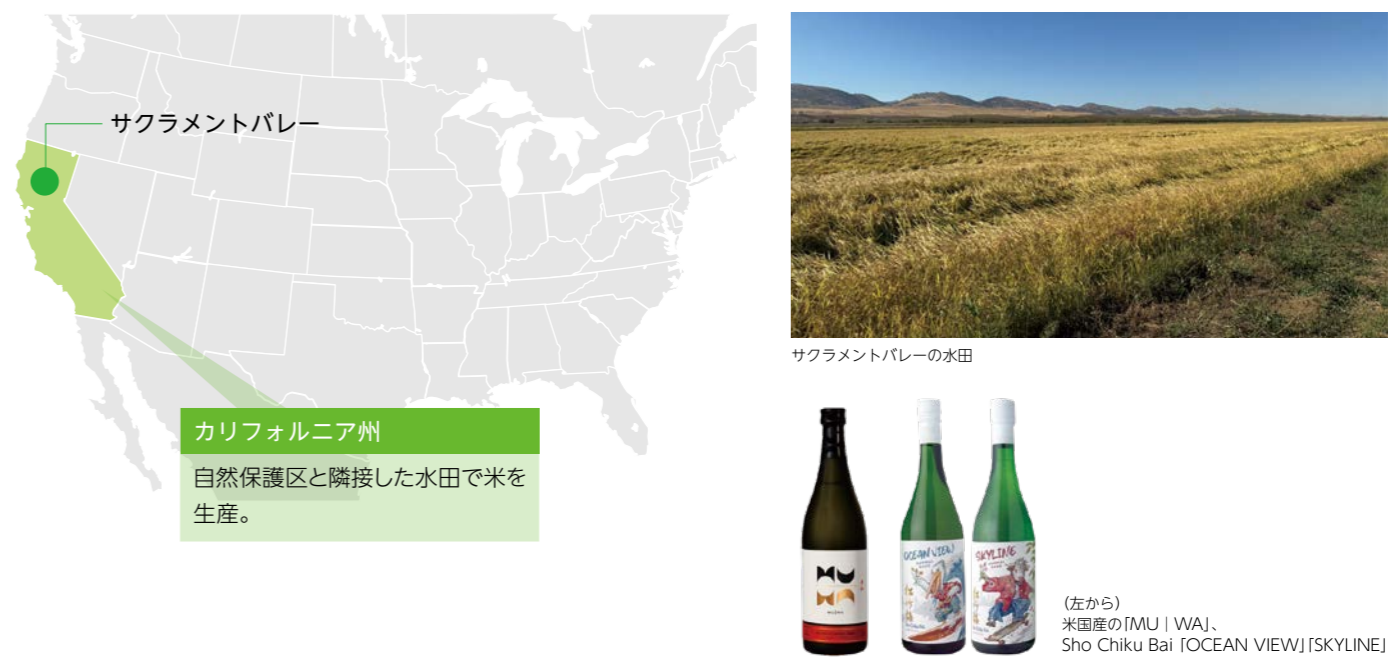 サクラメントバレー
カリフォルニア州
自然保護区と隣接した水田で米を
生産。
サクラメントバレーの水田
MU
WA
OCEAN VIEW
SKYLINE
(左から)
米国産の「MU | WA」、
Sho Chiku Bai 「OCEAN VIEW」「SKYLINE」